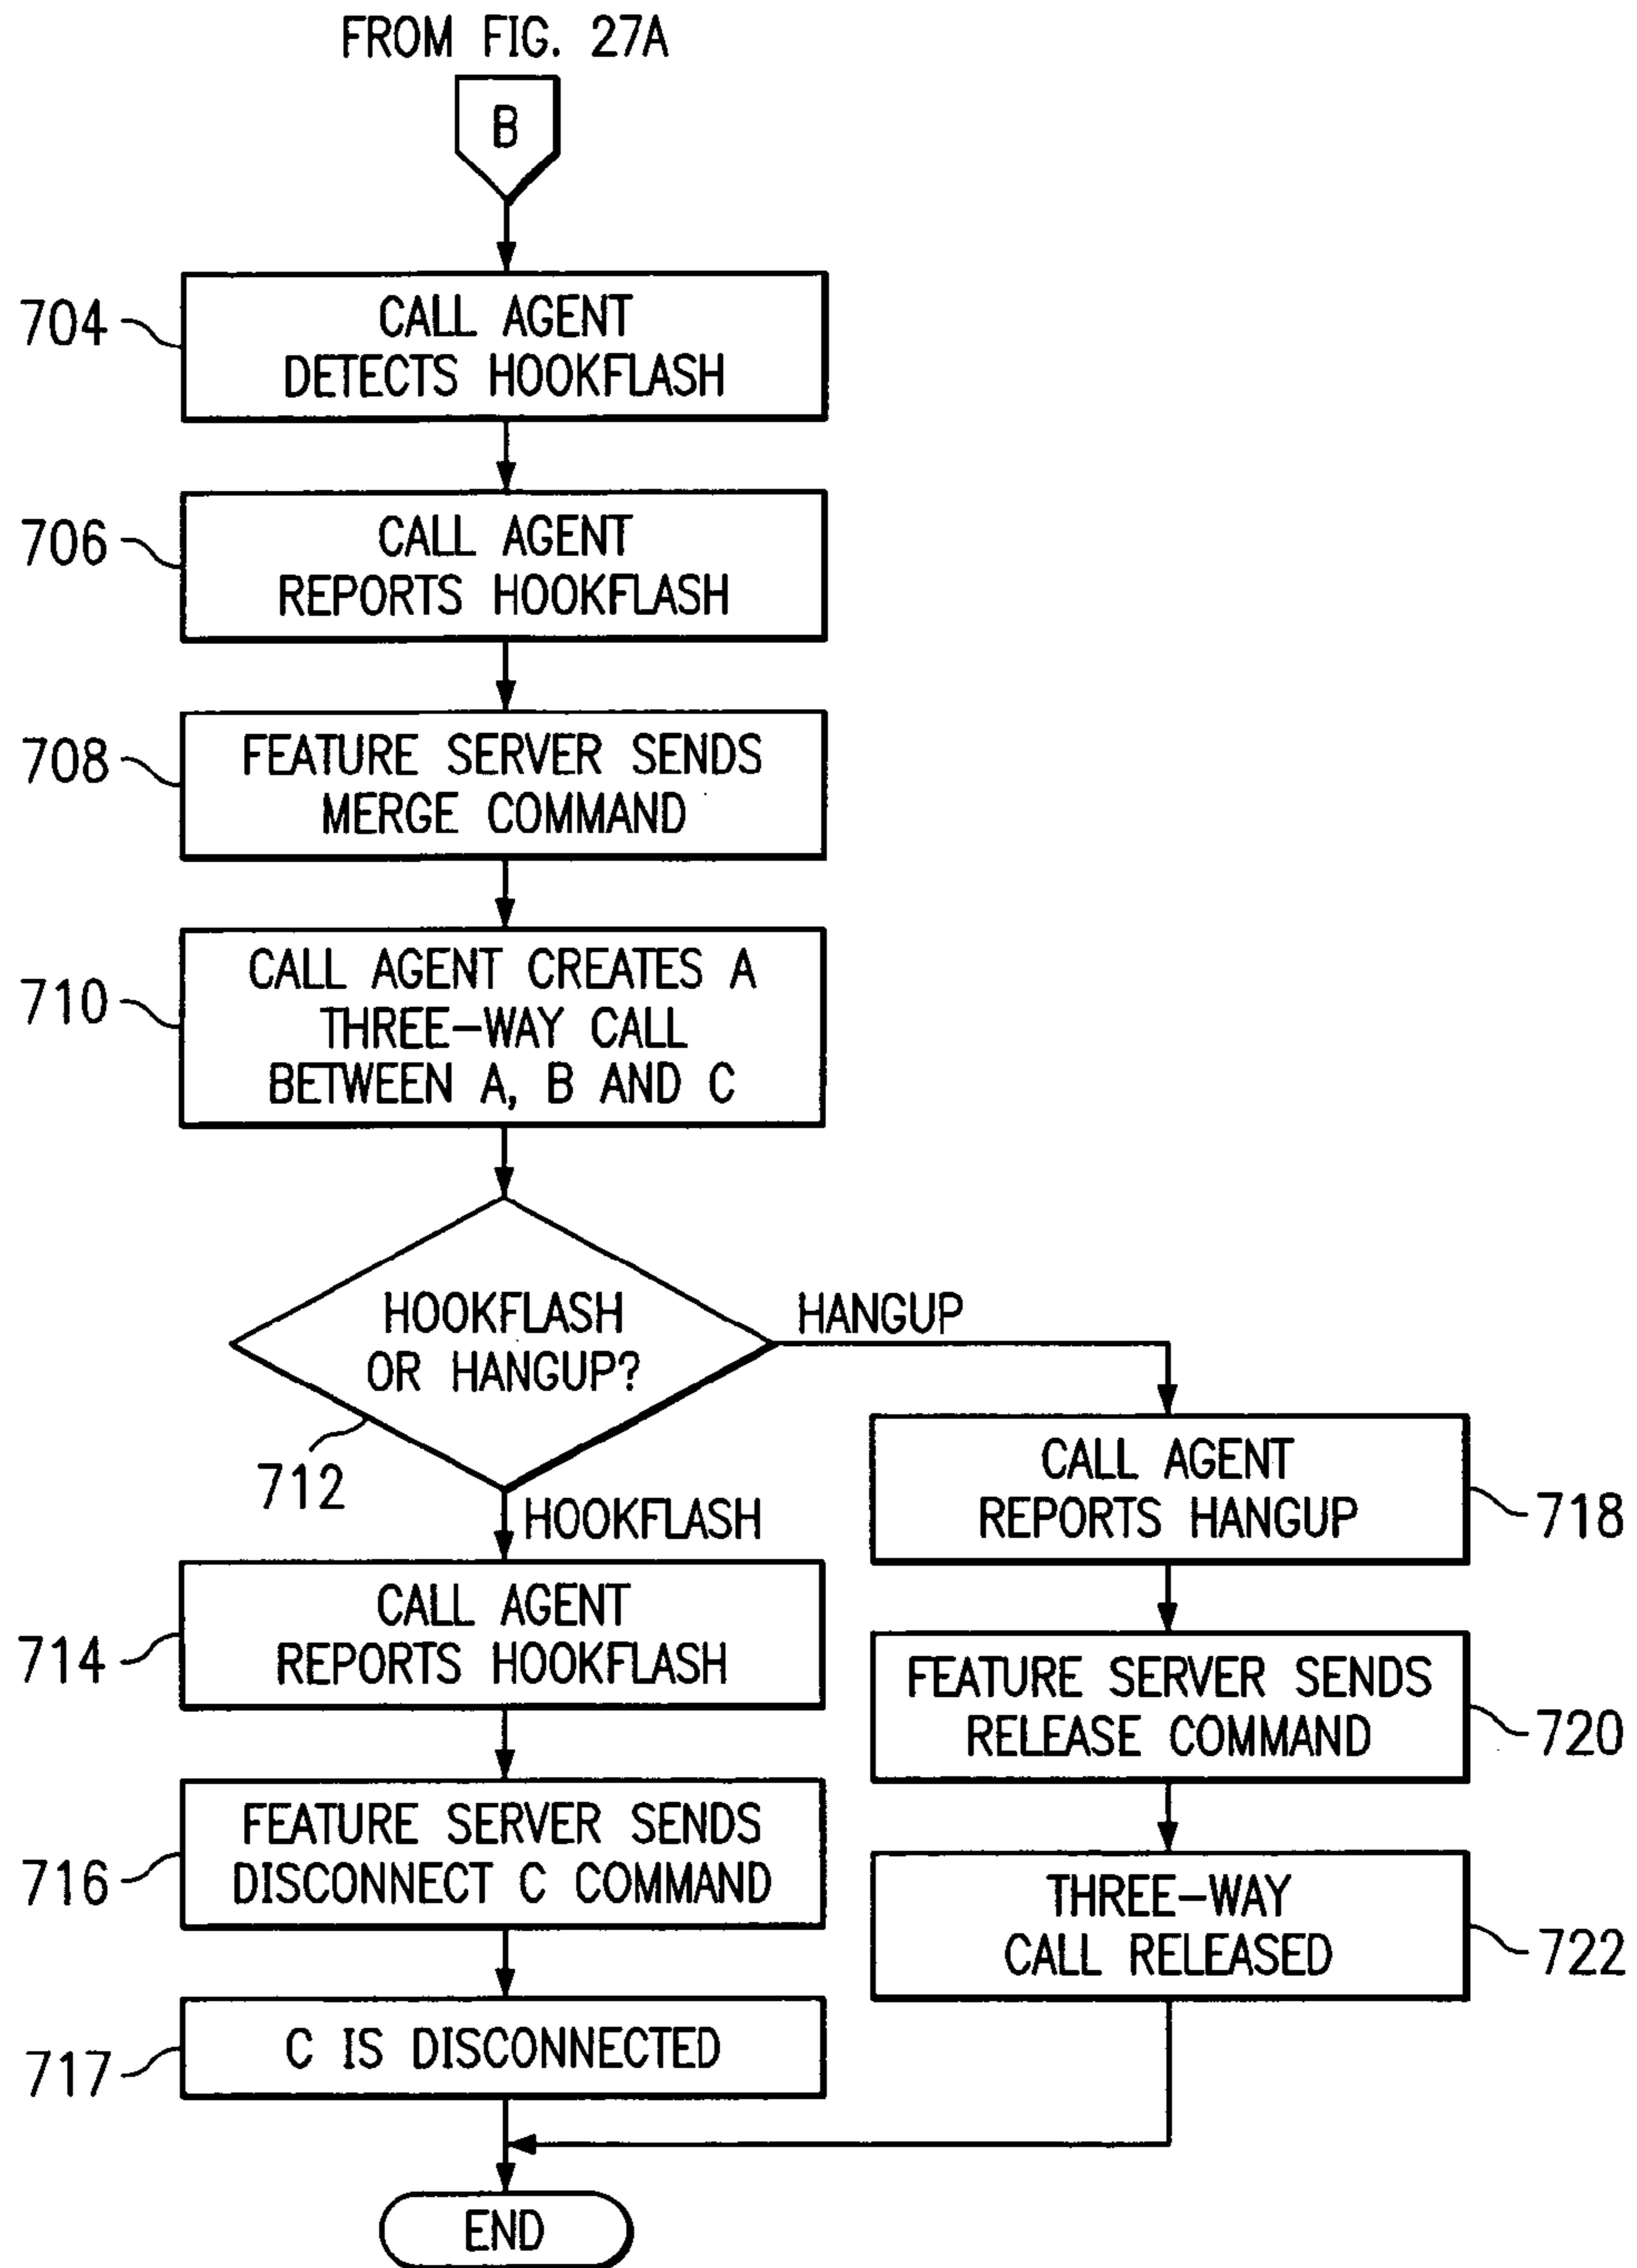 FROM FIG. 27A
B
704
CALL AGENT
DETECTS HOOKFLASH
706
CALL AGENT
REPORTS HOOKFLASH
708
FEATURE SERVER SENDS
MERGE COMMAND
710
CALL AGENT CREATES A
THREE-WAY CALL
BETWEEN A, B AND C
HOOKFLASH
OR HANGUP?
712
HANGUP
HOOKFLASH
714
CALL AGENT
REPORTS HOOKFLASH
716
FEATURE SERVER SENDS
DISCONNECT C COMMAND
717
C IS DISCONNECTED
CALL AGENT
REPORTS HANGUP
718
FEATURE SERVER SENDS
RELEASE COMMAND
720
THREE-WAY
CALL RELEASED
722
END